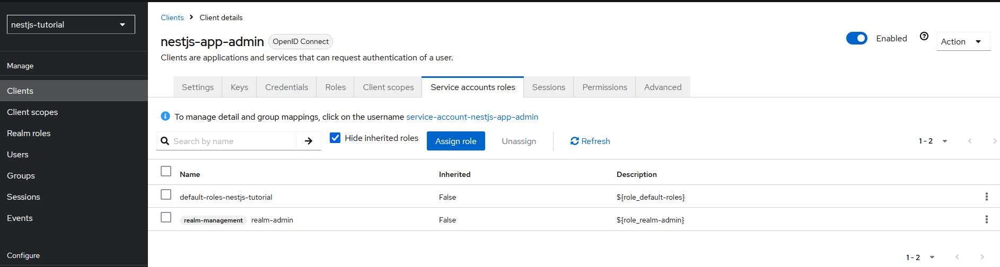 nestjs-tutorial
Manage
Clients
Client scopes
Realm roles
Users
Groups
Sessions
Events
Configure
Clients > Client details
nestjs-app-admin OpenID Connect
Enabled Action
Clients are applications and services that can request authentication of a user.
Settings Keys Credentials Roles Client scopes Service accounts roles Sessions Permissions Advanced
To manage detail and group mappings, click on the username service-account-nestjs-app-admin
Search by name Hide inherited roles Assign role Unassign Refresh 1 - 2
Name Inherited Description
default-roles-nestjs-tutorial False ${role_default-roles}
realm-management realm-admin False ${role_realm-admin}
1 - 2